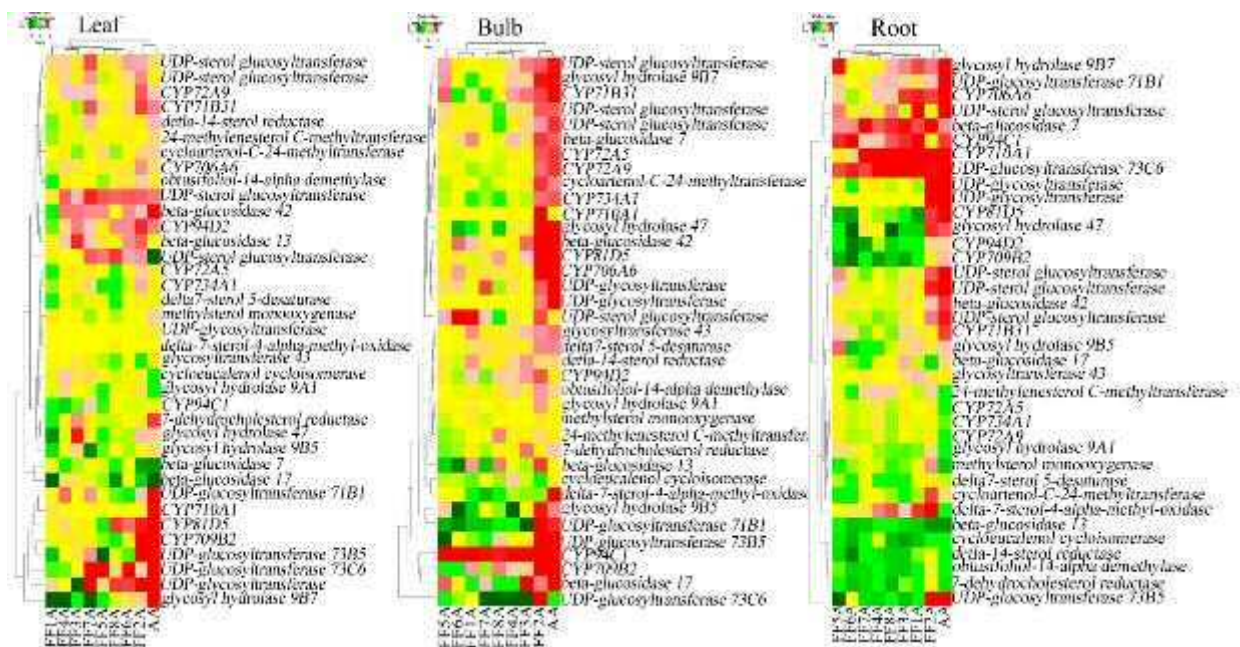 Leaf
UDP-sterol glucosyltransferase
UDP-sterol glucosyltransferase
CYP72A9
CYP71B31
delta-14-sterol reductase
24-methylenesterol C-methyltransferase
cycloartenol-C-24-methyltransferase
CYP706A6
obtusifoliol-14-alpha demethylase
UDP-sterol glucosyltransferase
beta-glucosidase 42
CYP94D2
beta-glucosidase 13
UDP-sterol glucosyltransferase
CYP72A5
CYP734A1
delta7-sterol 5-desaturase
methylsterol monooxygenase
UDP-glycosyltransferase
delta-7-sterol-4-alpha-methyl-oxidase
glycosyltransferase 43
cycloeucalenol cycloisomerase
glycosyl hydrolase 9A1
CYP94C1
7-dehydrocholesterol reductase
glycosyl hydrolase 47
glycosyl hydrolase 9B5
beta-glucosidase 7
beta-glucosidase 17
UDP-glucosyltransferase 71B1
CYP710A1
CYP81D5
CYP709B2
UDP-glucosyltransferase 73B5
UDP-glucosyltransferase 73C6
UDP-glycosyltransferase
glycosyl hydrolase 9B7
Bulb
UDP-sterol glucosyltransferase
glycosyl hydrolase 9B7
CYP71B31
UDP-sterol glucosyltransferase
UDP-sterol glucosyltransferase
beta-glucosidase 7
CYP72A5
CYP72A9
cycloartenol-C-24-methyltransferase
CYP734A1
CYP710A1
glycosyl hydrolase 47
beta-glucosidase 42
CYP81D5
CYP706A6
UDP-glycosyltransferase
UDP-glycosyltransferase
UDP-sterol glucosyltransferase
glycosyltransferase 43
delta7-sterol 5-desaturase
delta-14-sterol reductase
CYP94D2
obtusifoliol-14-alpha demethylase
glycosyl hydrolase 9A1
methylsterol monooxygenase
24-methylenesterol C-methyltransfer
7-dehydrocholesterol reductase
beta-glucosidase 13
cycloeucalenol cycloisomerase
delta-7-sterol-4-alpha-methyl-oxidas
glycosyl hydrolase 9B5
UDP-glucosyltransferase 71B1
UDP-glucosyltransferase 73B5
CYP94C1
CYP709B2
beta-glucosidase 17
UDP-glucosyltransferase 73C6
Root
glycosyl hydrolase 9B7
UDP-glucosyltransferase 71B1
CYP706A6
UDP-sterol glucosyltransferase
beta-glucosidase 7
CYP94C1
CYP710A1
UDP-glucosyltransferase 73C6
UDP-glycosyltransferase
UDP-glycosyltransferase
CYP81D5
glycosyl hydrolase 47
CYP94D2
CYP709B2
UDP-sterol glucosyltransferase
UDP-sterol glucosyltransferase
beta-glucosidase 42
UDP-sterol glucosyltransferase
CYP71B31
glycosyl hydrolase 9B5
beta-glucosidase 17
glycosyltransferase 43
24-methylenesterol C-methyltransferase
CYP72A5
CYP734A1
CYP72A9
glycosyl hydrolase 9A1
methylsterol monooxygenase
delta7-sterol 5-desaturase
cycloartenol-C-24-methyltransferase
delta-7-sterol-4-alpha-methyl-oxidase
beta-glucosidase 13
cycloeucalenol cycloisomerase
delta-14-sterol reductase
obtusifoliol-14-alpha demethylase
7-dehydrocholesterol reductase
UDP-glucosyltransferase 73B5